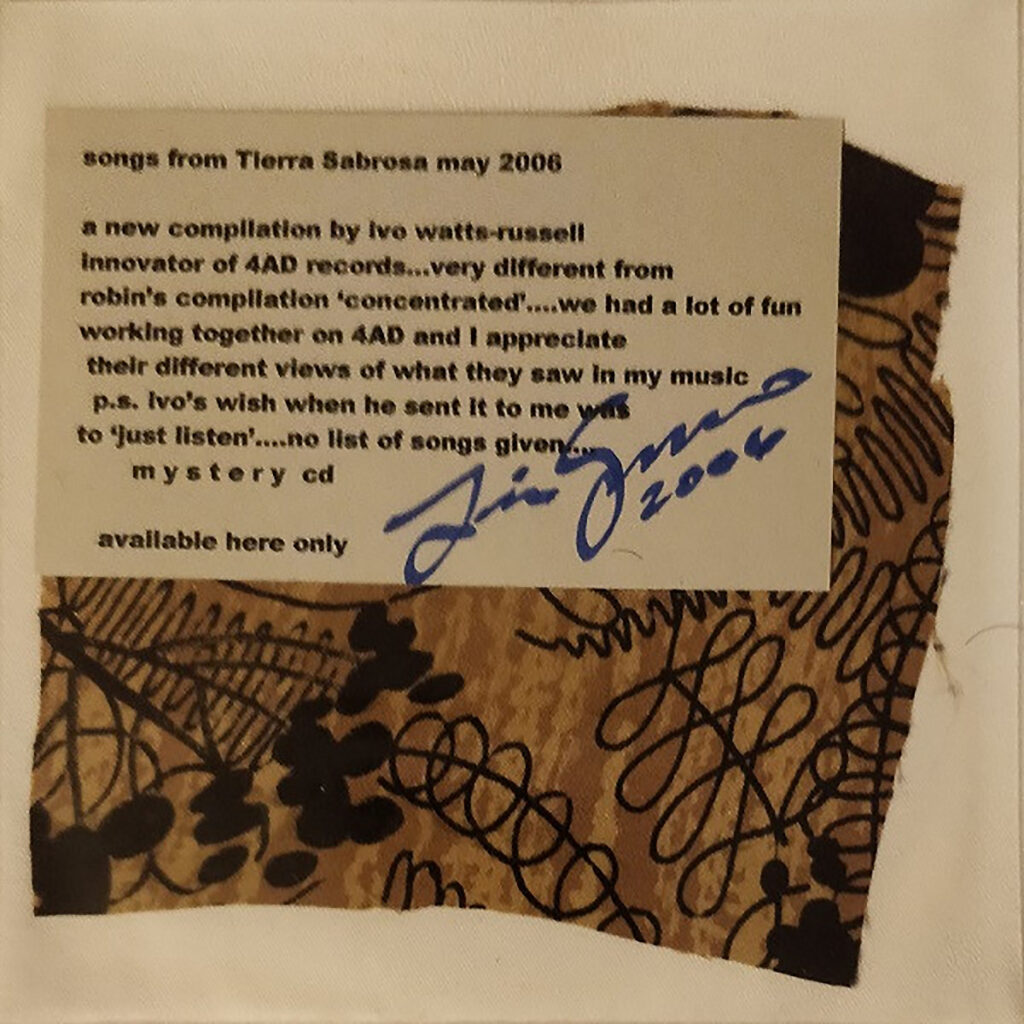 songs from Tierra Sabrosa may 2006
a new compilation by ivo watts-russell
innovator of 4AD records...very different from
robin's compilation 'concentrated'....we had a lot of fun
working together on 4AD and I appreciate
their different views of what they saw in my music
p.s. ivo's wish when he sent it to me was
to 'just listen'....no list of songs given....
m y s t e r y cd
available here only
2006